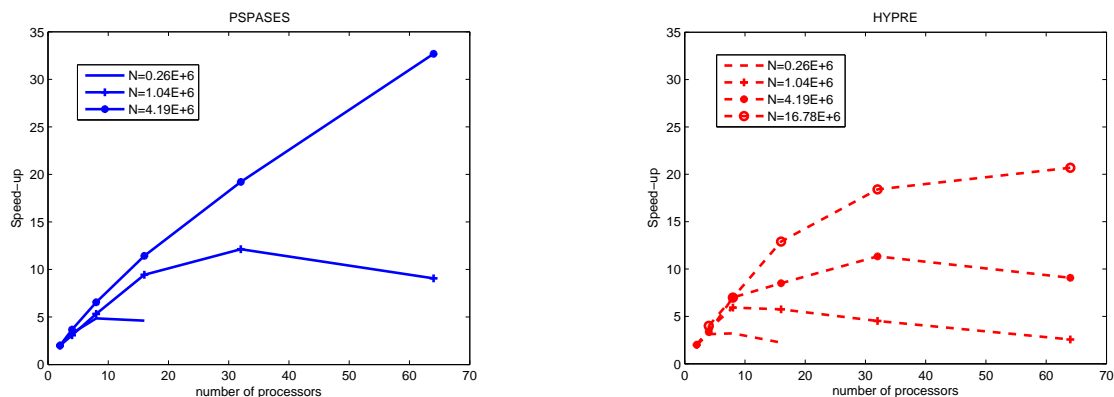 PSPASES
35
30
25
20
15
10
5
0
Speed-up
N=0.26E+6
N=1.04E+6
N=4.19E+6
0 10 20 30 40 50 60 70
number of processors
HYPRE
35
30
25
20
15
10
5
0
Speed-up
N=0.26E+6
N=1.04E+6
N=4.19E+6
N=16.78E+6
0 10 20 30 40 50 60 70
number of processors